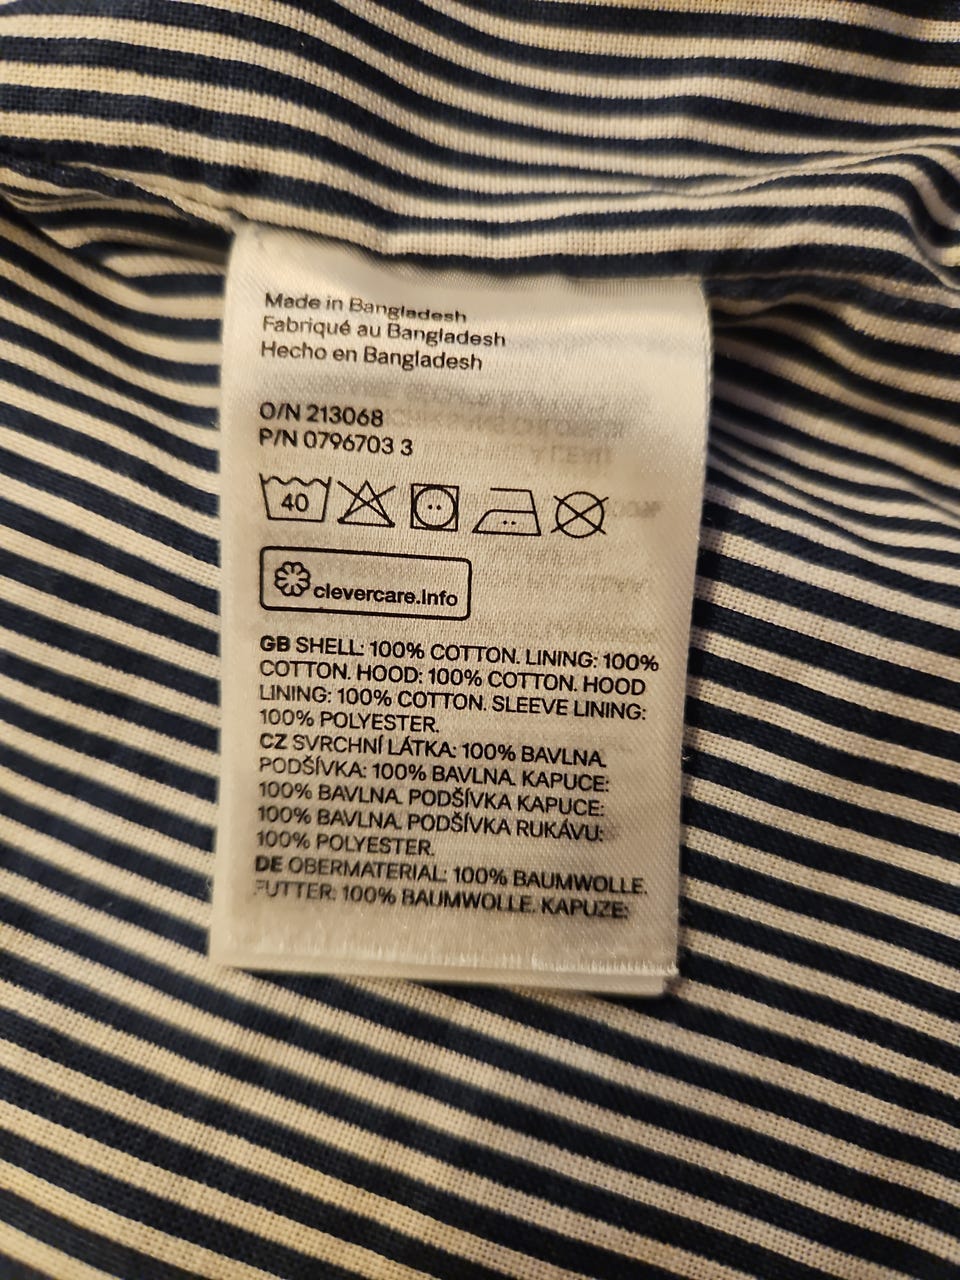 Made in Bangladesh
Fabriqué au Bangladesh
Hecho en Bangladesh
O/N 213068
P/N 0796703 3
40
clevercare.info
GB SHELL: 100% COTTON. LINING: 100%
COTTON. HOOD: 100% COTTON. HOOD
LINING: 100% COTTON. SLEEVE LINING:
100% POLYESTER.
CZ SVRCHNÍ LÁTKA: 100% BAVLNA.
PODŠÍVKA: 100% BAVLNA. KAPUCE:
100% BAVLNA. PODŠÍVKA KAPUCE:
100% BAVLNA. PODŠÍVKA RUKÁVU:
100% POLYESTER.
DE OBERMATERIAL: 100% BAUMWOLLE.
FUTTER: 100% BAUMWOLLE. KAPUZE: